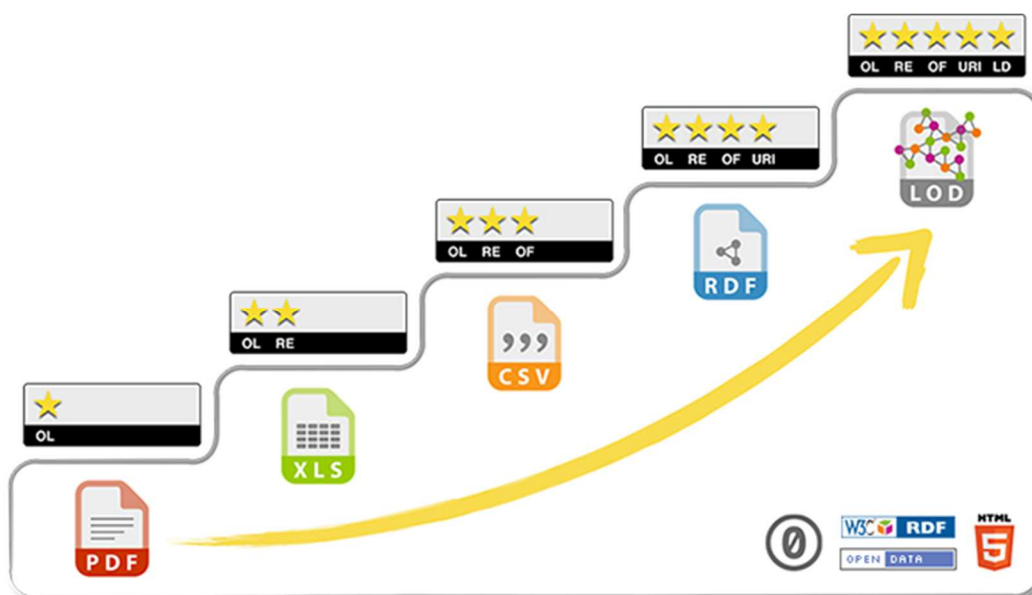 OL RE OF URI LD
LOD
OL RE OF URI
RDF
OL RE OF
CSV
OL RE
XLS
OL
PDF
0
W3C RDF
OPEN DATA
HTML
5